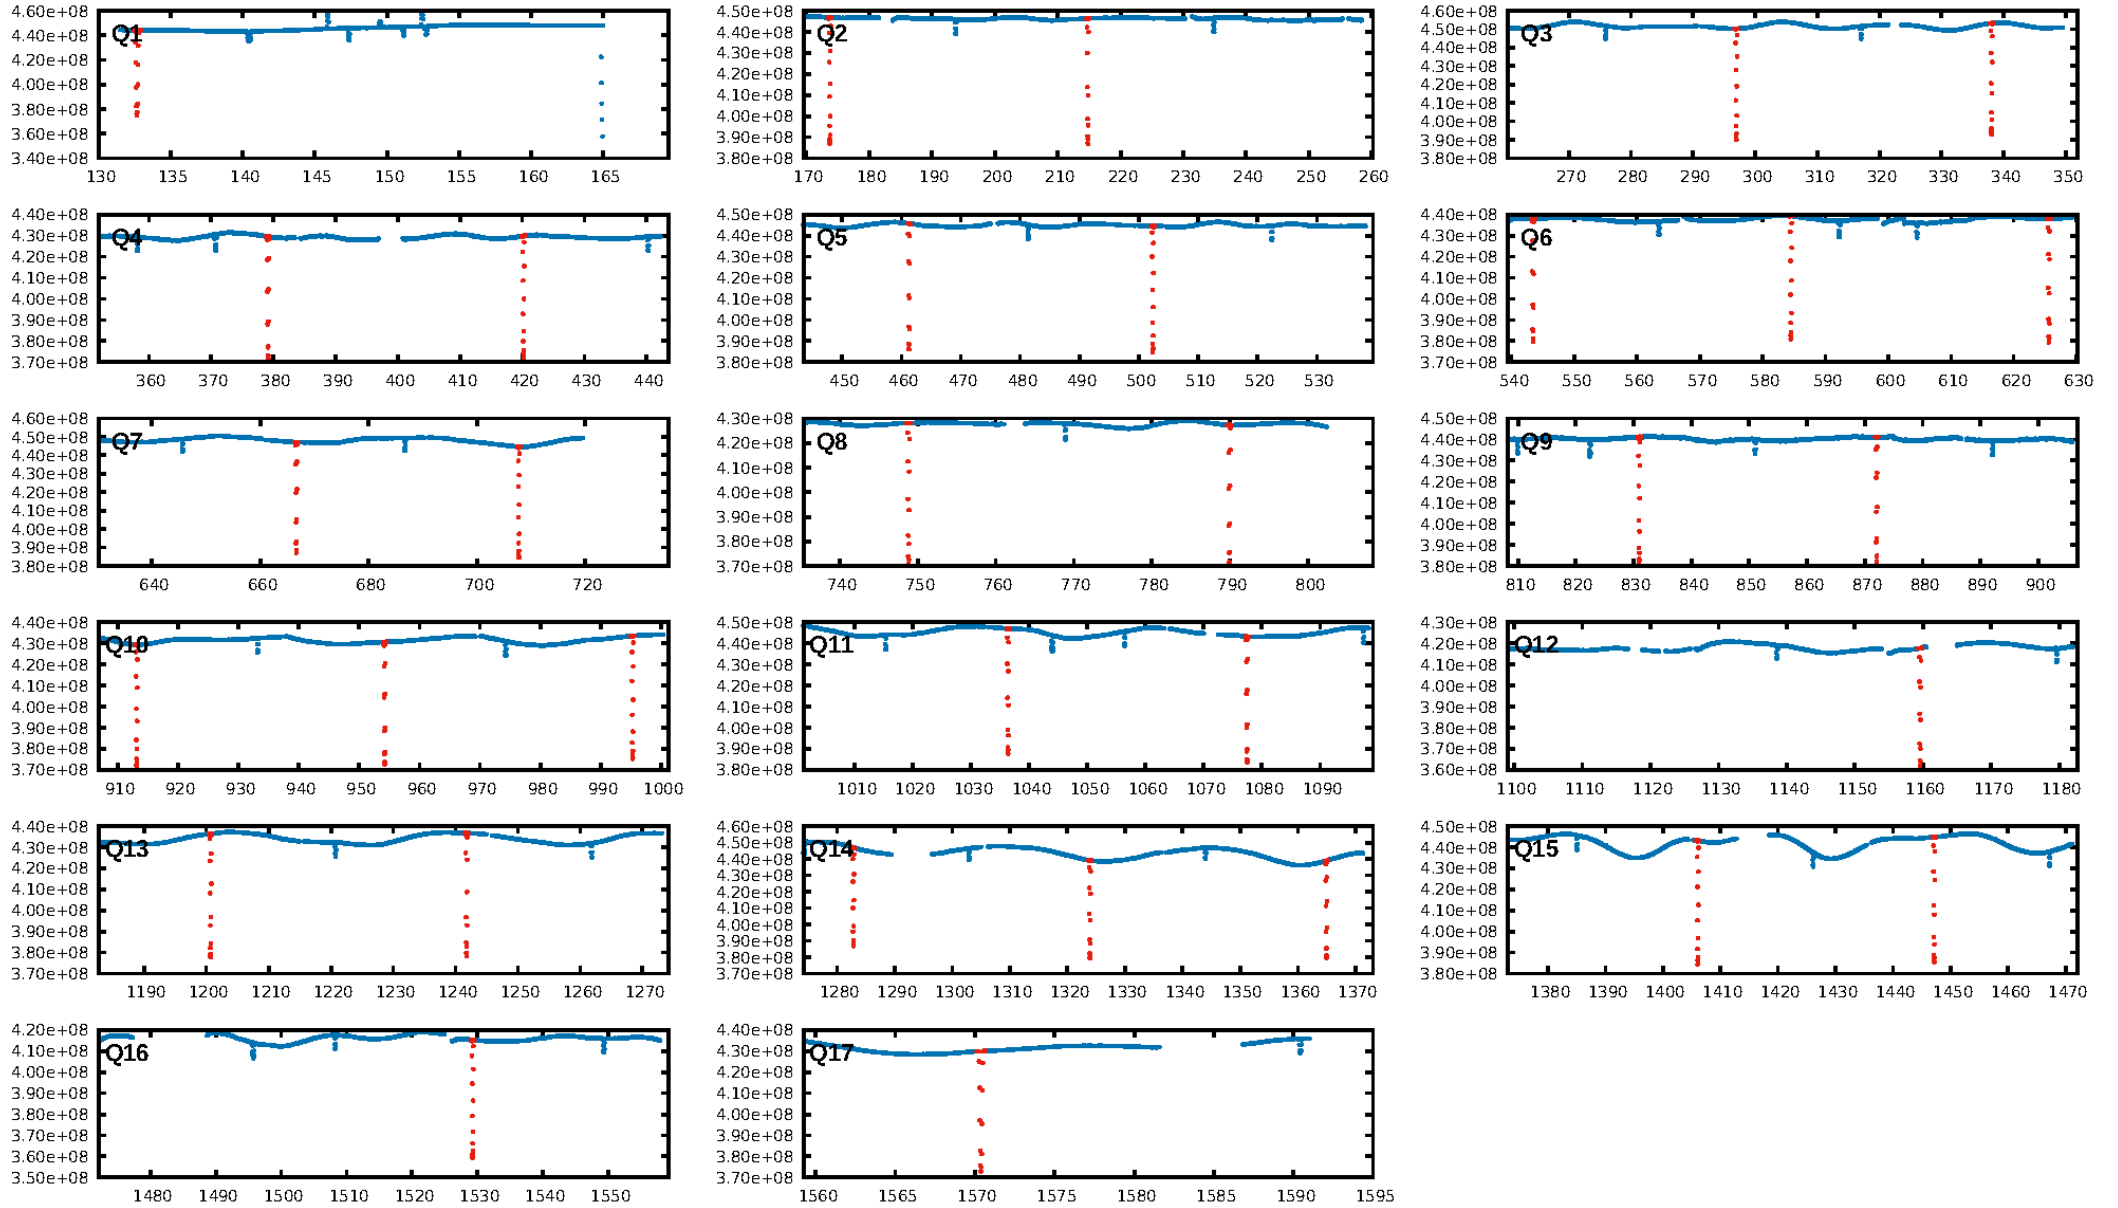 4.60e+08
4.40e+08
4.20e+08
4.00e+08
3.80e+08
3.60e+08
3.40e+08
Q1
130 135 140 145 150 155 160 165
4.50e+08
4.40e+08
4.30e+08
4.20e+08
4.10e+08
4.00e+08
3.90e+08
3.80e+08
Q2
170 180 190 200 210 220 230 240 250 260
4.60e+08
4.50e+08
4.40e+08
4.30e+08
4.20e+08
4.10e+08
4.00e+08
3.90e+08
3.80e+08
Q3
270 280 290 300 310 320 330 340 350
4.40e+08
4.30e+08
4.20e+08
4.10e+08
4.00e+08
3.90e+08
3.80e+08
3.70e+08
Q4
360 370 380 390 400 410 420 430 440
4.50e+08
4.40e+08
4.30e+08
4.20e+08
4.10e+08
4.00e+08
3.90e+08
3.80e+08
Q5
450 460 470 480 490 500 510 520 530
4.40e+08
4.30e+08
4.20e+08
4.10e+08
4.00e+08
3.90e+08
3.80e+08
3.70e+08
Q6
540 550 560 570 580 590 600 610 620 630
4.60e+08
4.50e+08
4.40e+08
4.30e+08
4.20e+08
4.10e+08
4.00e+08
3.90e+08
3.80e+08
Q7
640 660 680 700 720
4.30e+08
4.20e+08
4.10e+08
4.00e+08
3.90e+08
3.80e+08
3.70e+08
Q8
740 750 760 770 780 790 800
4.50e+08
4.40e+08
4.30e+08
4.20e+08
4.10e+08
4.00e+08
3.90e+08
3.80e+08
Q9
810 820 830 840 850 860 870 880 890 900
4.40e+08
4.30e+08
4.20e+08
4.10e+08
4.00e+08
3.90e+08
3.80e+08
3.70e+08
Q10
910 920 930 940 950 960 970 980 990 1000
4.50e+08
4.40e+08
4.30e+08
4.20e+08
4.10e+08
4.00e+08
3.90e+08
3.80e+08
Q11
1010 1020 1030 1040 1050 1060 1070 1080 1090
4.30e+08
4.20e+08
4.10e+08
4.00e+08
3.90e+08
3.80e+08
3.70e+08
3.60e+08
Q12
1100 1110 1120 1130 1140 1150 1160 1170 1180
4.40e+08
4.30e+08
4.20e+08
4.10e+08
4.00e+08
3.90e+08
3.80e+08
3.70e+08
Q13
1190 1200 1210 1220 1230 1240 1250 1260 1270
4.60e+08
4.50e+08
4.40e+08
4.30e+08
4.20e+08
4.10e+08
4.00e+08
3.90e+08
3.80e+08
3.70e+08
Q14
1280 1290 1300 1310 1320 1330 1340 1350 1360 1370
4.50e+08
4.40e+08
4.30e+08
4.20e+08
4.10e+08
4.00e+08
3.90e+08
3.80e+08
Q15
1380 1390 1400 1410 1420 1430 1440 1450 1460 1470
4.20e+08
4.10e+08
4.00e+08
3.90e+08
3.80e+08
3.70e+08
3.60e+08
3.50e+08
Q16
1480 1490 1500 1510 1520 1530 1540 1550
4.40e+08
4.30e+08
4.20e+08
4.10e+08
4.00e+08
3.90e+08
3.80e+08
3.70e+08
Q17
1560 1565 1570 1575 1580 1585 1590 1595